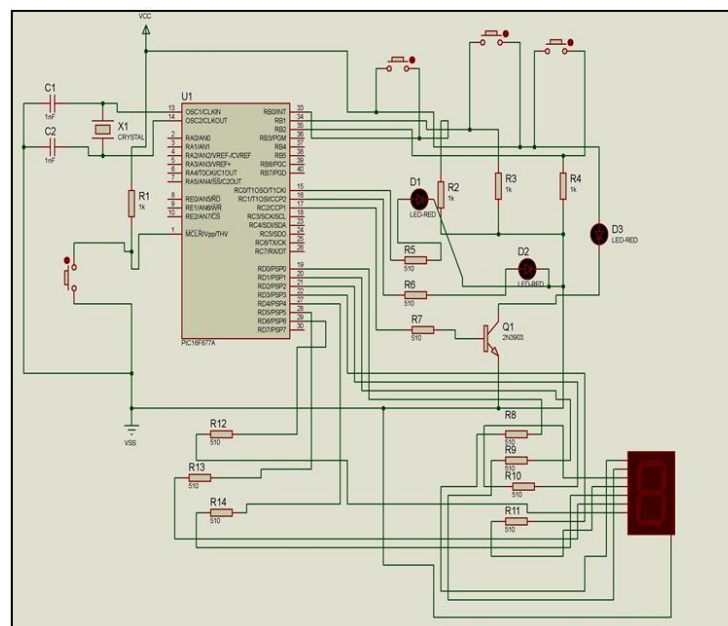 VCC
C1
1nF
C2
1nF
X1
CRYSTAL
R1
1k
U1
13 OSC1/CLKIN
14 OSC2/CLKOUT
2 RA0/AN0
3 RA1/AN1
4 RA2/AN2/VREF-/CVREF
5 RA3/AN3/VREF+
6 RA4/T0CKI/C1OUT
7 RA5/AN4/SS/C2OUT
8 RE0/AN5/RD
9 RE1/AN6/WR
10 RE2/AN7/CS
1 MCLR/Vpp/THV
RB0/INT 33
RB1 34
RB2 35
RB3/PGM 36
RB4 37
RB5 38
RB6/PGC 39
RB7/PGD 40
RC0/T1OSO/T1CKI 15
RC1/T1OSI/CCP2 16
RC2/CCP1 17
RC3/SCK/SCL 18
RC4/SDI/SDA 23
RC5/SDO 24
RC6/TX/CK 25
RC7/RX/DT 26
RD0/PSP0 19
RD1/PSP1 20
RD2/PSP2 21
RD3/PSP3 22
RD4/PSP4 27
RD5/PSP5 28
RD6/PSP6 29
RD7/PSP7 30
PIC16F877A
D1
LED-RED
R2
1k
R3
1k
R4
1k
D3
LED-RED
D2
LED-RED
R5
510
R6
510
R7
510
Q1
2N3903
VSS
R12
510
R13
510
R14
510
R8
510
R9
510
R10
510
R11
510